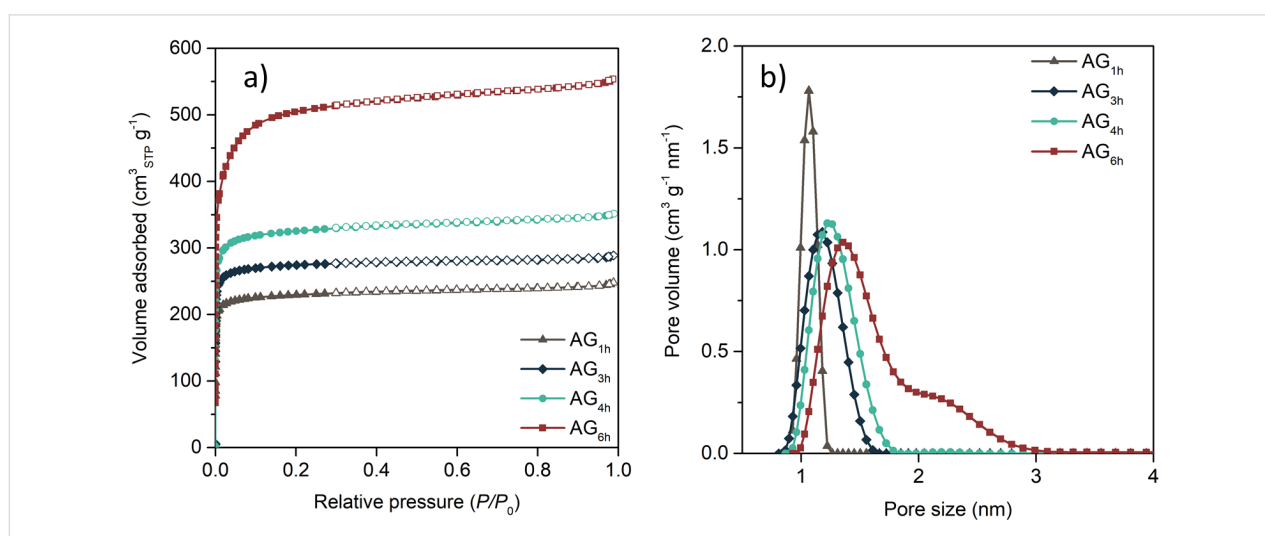 a)
Volume adsorbed (cm³STP g⁻¹)
600
500
400
300
200
100
0
0.0 0.2 0.4 0.6 0.8 1.0
Relative pressure (P/P₀)
AG1h
AG3h
AG4h
AG6h
b)
Pore volume (cm³ g⁻¹ nm⁻¹)
2.0
1.5
1.0
0.5
0.0
1 2 3 4
Pore size (nm)
AG1h
AG3h
AG4h
AG6h